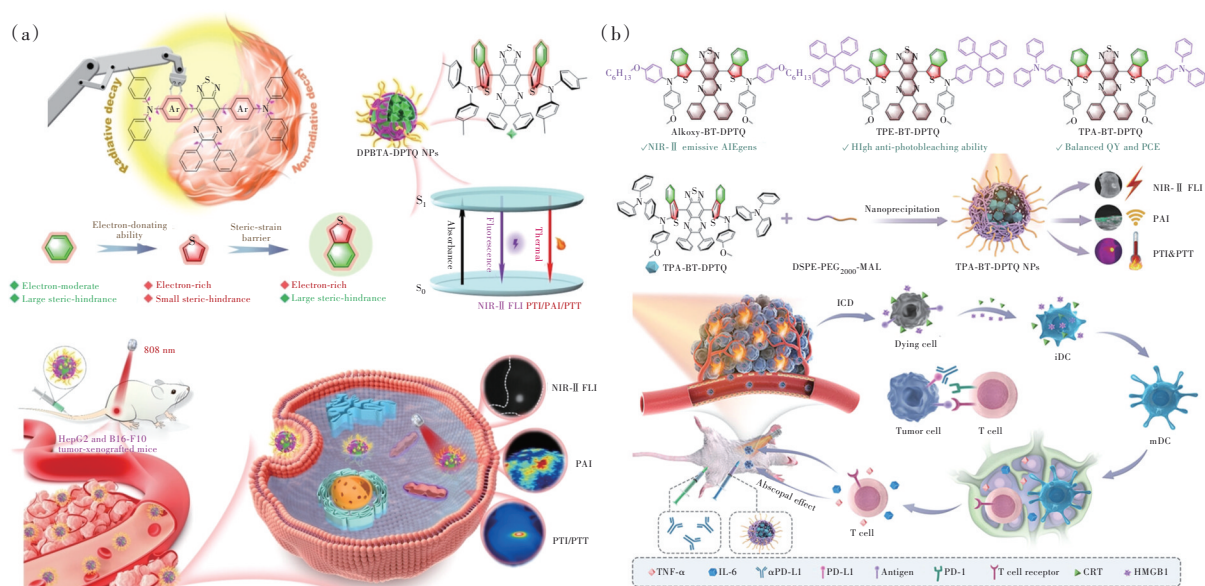 (a)
Radiative decay
Non-radiative decay
S
N
N
N
Ar
Ar
N
N
N
DPBTA-DPTQ NPs
S
N
N
S
S
N
N
N
N
Electron-donating
ability
Steric-strain
barrier
S
S
Electron-moderate
Large steric-hindrance
Electron-rich
Small steric-hindrance
Electron-rich
Large steric-hindrance
S1
S0
Absorbance
Fluorescence
Thermal
NIR-Ⅱ FLI PTI/PAI/PTT
808 nm
HepG2 and B16-F10
tumor-xenografted mice
NIR-Ⅱ FLI
PAI
PTI/PTT
(b)
C6H13
O
N
S
N
S
N
S
N
N
N
O
C6H13
O
O
Alkoxy-BT-DPTQ
✓NIR-Ⅱ emissive AIEgens
N
S
N
S
N
S
N
N
N
O
O
TPE-BT-DPTQ
✓HIgh anti-photobleaching ability
N
N
S
N
S
N
S
N
N
N
N
O
O
TPA-BT-DPTQ
✓ Balanced QY and PCE
N
N
S
N
S
N
S
N
N
N
N
O
O
TPA-BT-DPTQ
+
DSPE-PEG2000-MAL
Nanoprecipitation
TPA-BT-DPTQ NPs
NIR-Ⅱ FLI
PAI
PTI&PTT
ICD
Dying cell
iDC
Tumor cell
T cell
mDC
Abscopal effect
T cell
TNF-α
IL-6
αPD-L1
PD-L1
Antigen
PD-1
T cell receptor
CRT
HMGB1